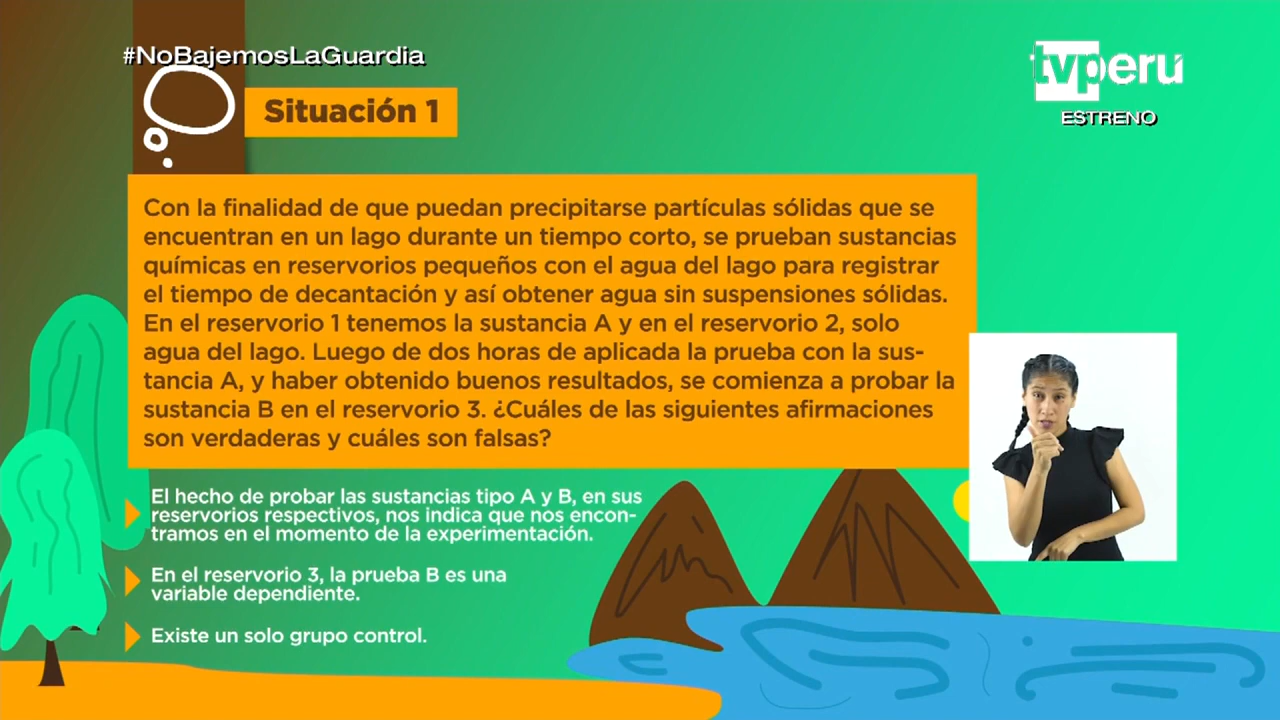 #NoBajemosLaGuardia
tvperú
ESTRENO
Situación 1
Con la finalidad de que puedan precipitarse partículas sólidas que se
encuentran en un lago durante un tiempo corto, se prueban sustancias
químicas en reservorios pequeños con el agua del lago para registrar
el tiempo de decantación y así obtener agua sin suspensiones sólidas.
En el reservorio 1 tenemos la sustancia A y en el reservorio 2, solo
agua del lago. Luego de dos horas de aplicada la prueba con la sus-
tancia A, y haber obtenido buenos resultados, se comienza a probar la
sustancia B en el reservorio 3. ¿Cuáles de las siguientes afirmaciones
son verdaderas y cuáles son falsas?
El hecho de probar las sustancias tipo A y B, en sus
reservorios respectivos, nos indica que nos encon-
tramos en el momento de la experimentación.
En el reservorio 3, la prueba B es una
variable dependiente.
Existe un solo grupo control.